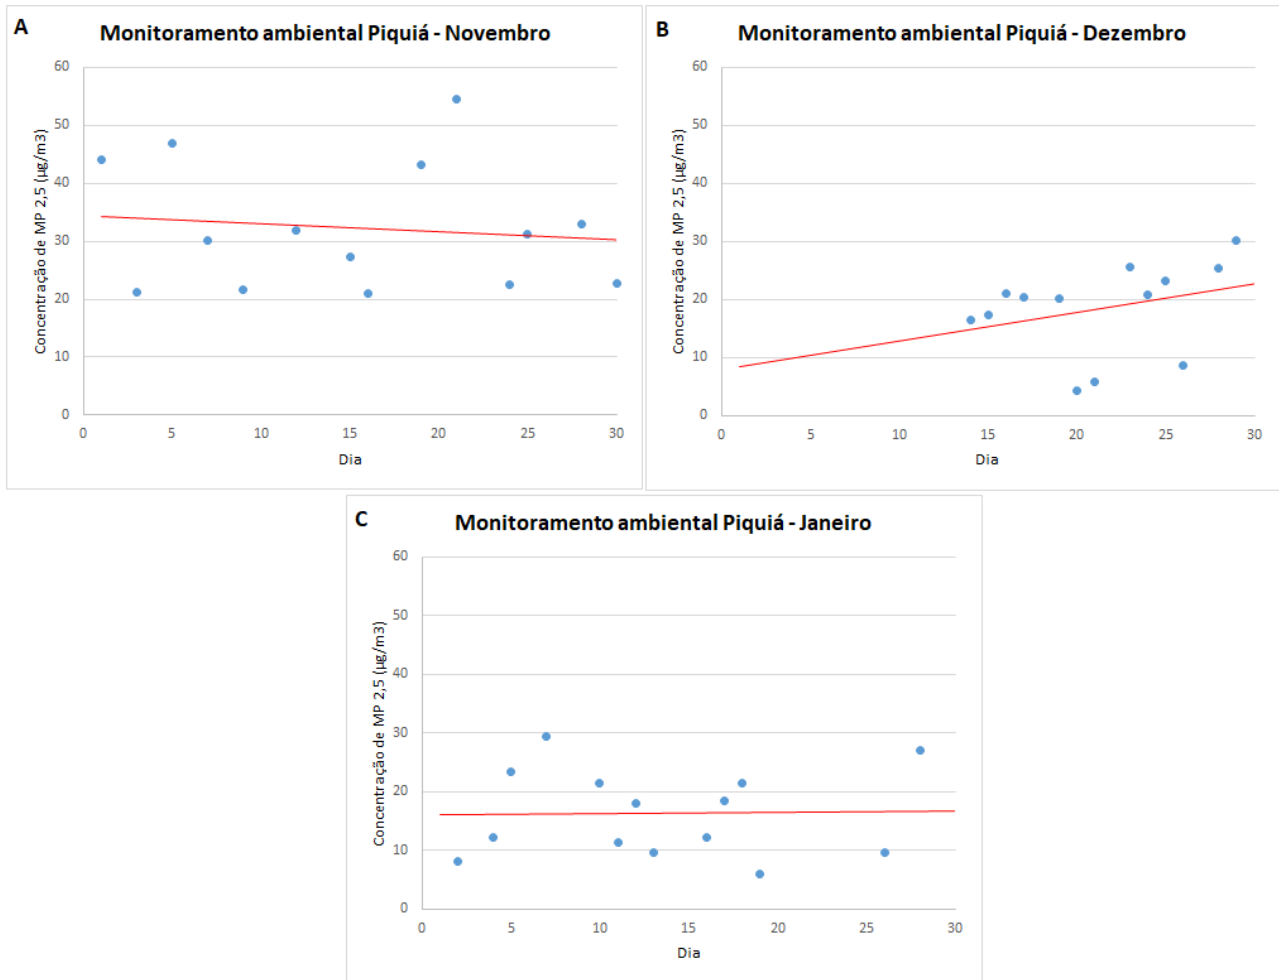 A
Monitoramento ambiental Piquiá - Novembro
Concentração de MP 2,5 (µg/m3)
60
50
40
30
20
10
0
0 5 10 15 20 25 30
Dia
B
Monitoramento ambiental Piquiá - Dezembro
Concentração de MP 2,5 (µg/m3)
60
50
40
30
20
10
0
0 5 10 15 20 25 30
Dia
C
Monitoramento ambiental Piquiá - Janeiro
Concentração de MP 2,5 (µg/m3)
60
50
40
30
20
10
0
0 5 10 15 20 25 30
Dia